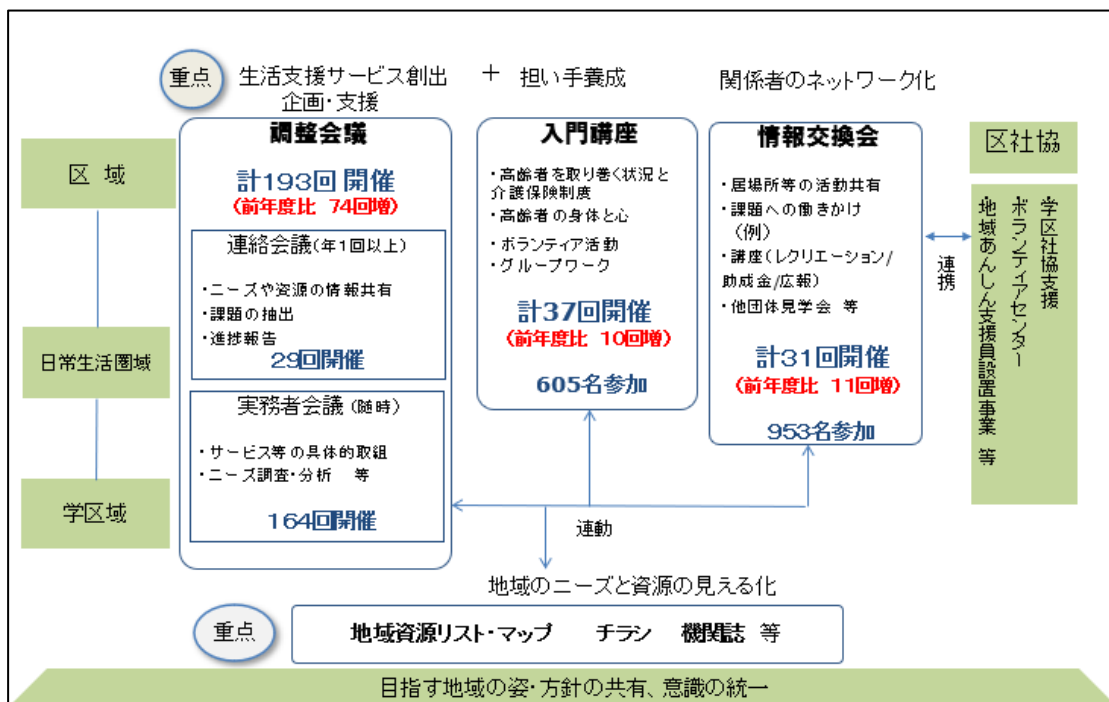 重点
生活支援サービス創出
企画・支援
＋
担い手養成
関係者のネットワーク化
区 域
日常生活圏域
学区域
調整会議
計193回 開催
(前年度比 74回増)
連絡会議(年1回以上)
・ニーズや資源の情報共有
・課題の抽出
・進捗報告
29回開催
実務者会議(随時)
・サービス等の具体的取組
・ニーズ調査・分析 等
164回開催
入門講座
・高齢者を取り巻く状況と
介護保険制度
・高齢者の身体と心
・ボランティア活動
・グループワーク
計37回開催
(前年度比 10回増)
605名参加
情報交換会
・居場所等の活動共有
・課題への働きかけ
(例)
・講座(レクリエーション/
助成金/広報)
・他団体見学会 等
計31回開催
(前年度比 11回増)
953名参加
連携
区社協
学区社協支援
ボランティアセンター
地域あんしん支援員設置事業 等
連動
地域のニーズと資源の見える化
重点
地域資源リスト・マップ チラシ 機関誌 等
目指す地域の姿・方針の共有、意識の統一